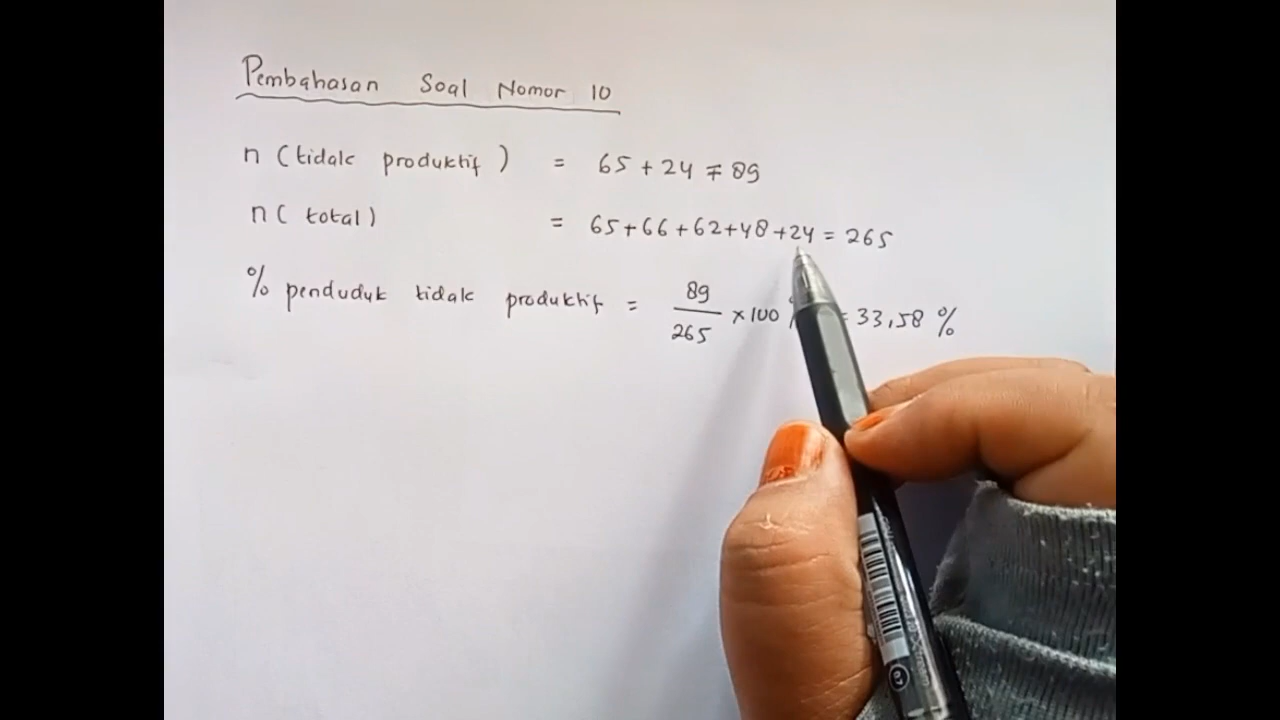 Pembahasan Soal Nomor 10
n (tidak produktif) = 65 + 24 = 89
n ( total) = 65+66+62+48+24 = 265
% penduduk tidak produktif = 89/265 × 100 % = 33,58 %